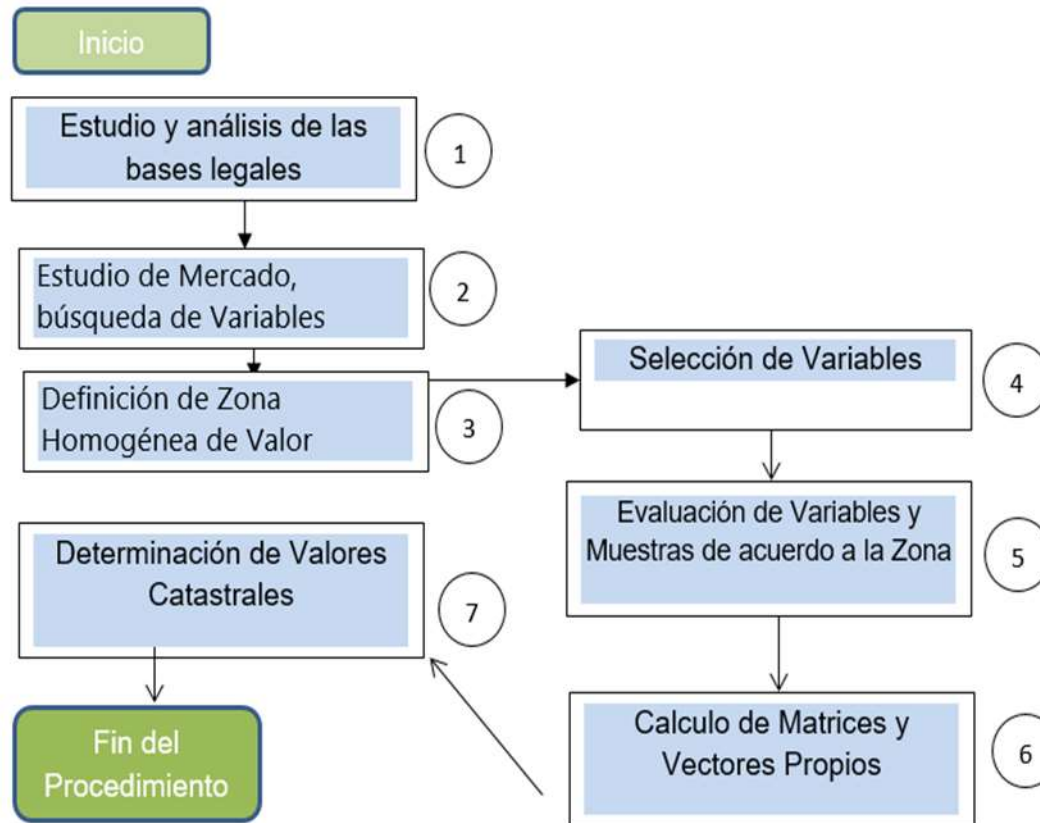 Inicio
Estudio y análisis de las
bases legales
1
Estudio de Mercado,
búsqueda de Variables
2
Definición de Zona
Homogénea de Valor
3
Selección de Variables
4
Evaluación de Variables y
Muestras de acuerdo a la Zona
5
Calculo de Matrices y
Vectores Propios
6
Determinación de Valores
Catastrales
7
Fin del
Procedimiento